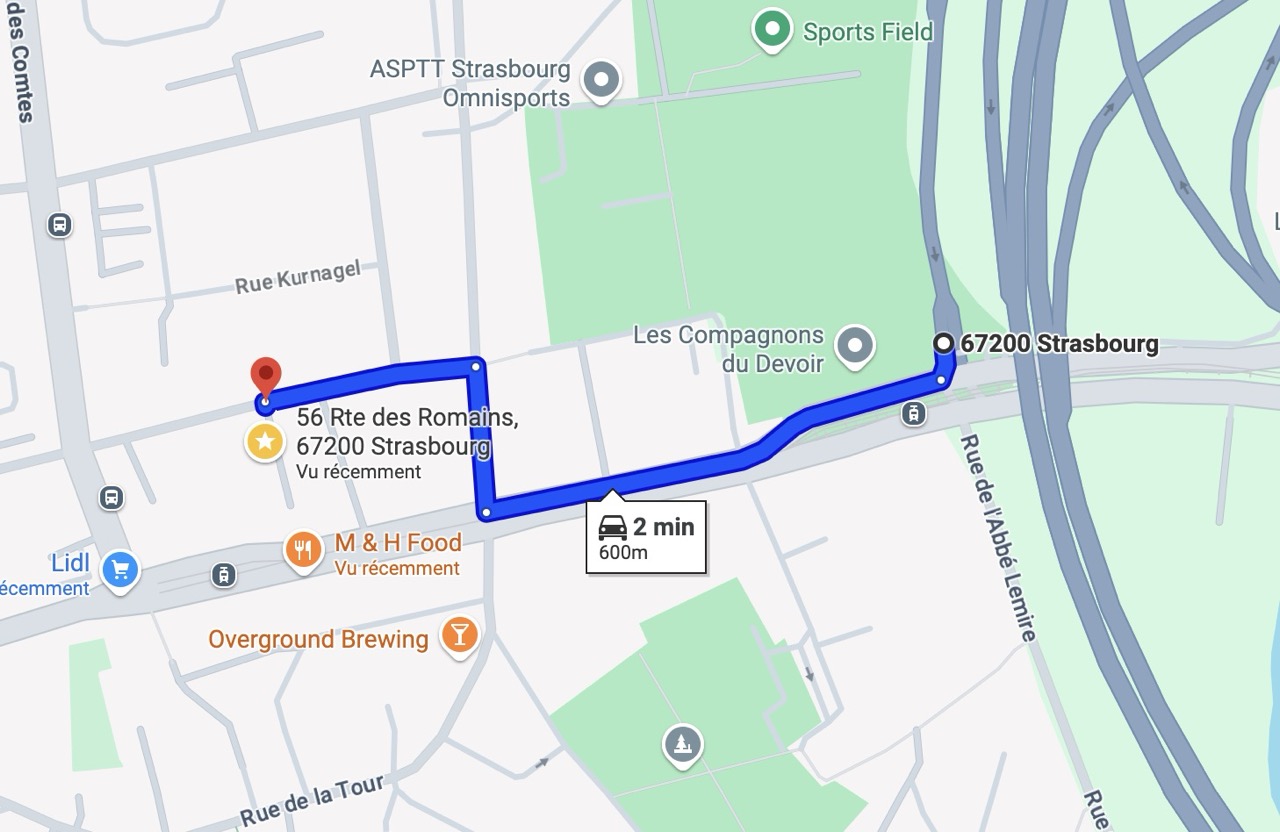 des Comtes
Sports Field
ASPTT Strasbourg
Omnisports
Rue Kurnagel
Les Compagnons
du Devoir
67200 Strasbourg
56 Rte des Romains,
67200 Strasbourg
Vu récemment
2 min
600m
Rue de l'Abbé Lemire
M & H Food
Vu récemment
Lidl
écemment
Overground Brewing
Rue de la Tour
Rue
L